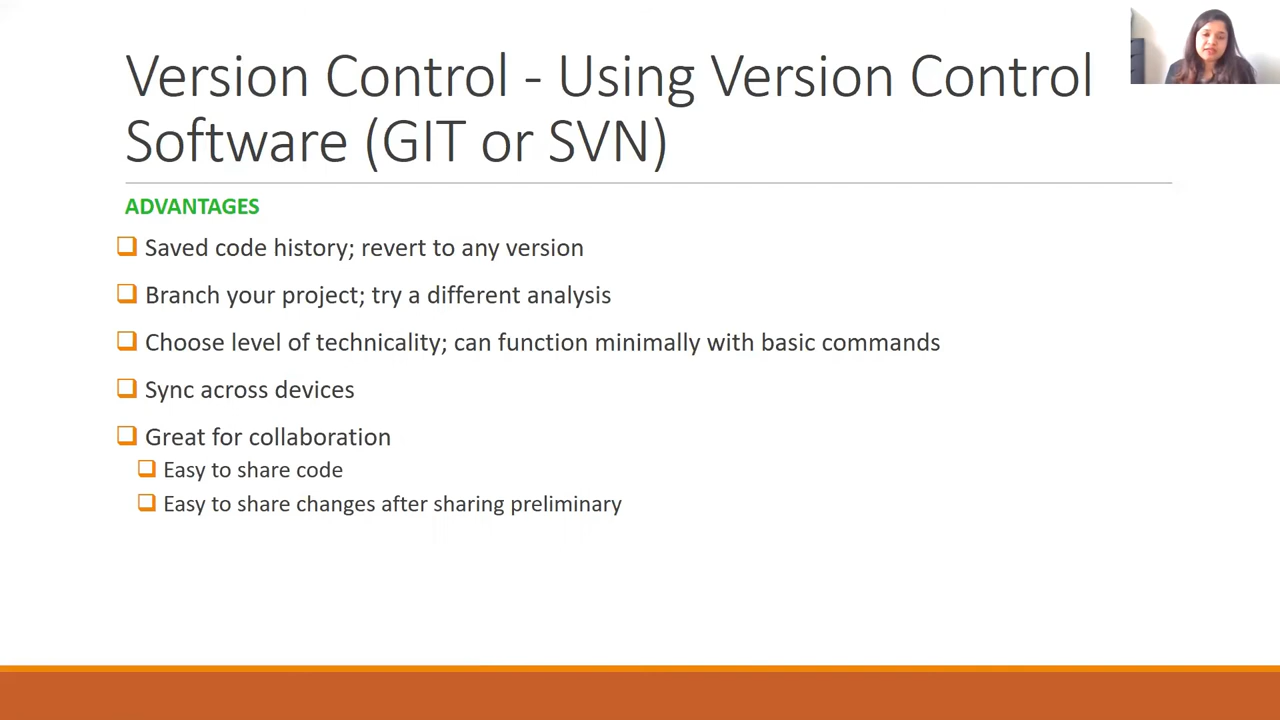 Version Control - Using Version Control
Software (GIT or SVN)
ADVANTAGES
Saved code history; revert to any version
Branch your project; try a different analysis
Choose level of technicality; can function minimally with basic commands
Sync across devices
Great for collaboration
Easy to share code
Easy to share changes after sharing preliminary